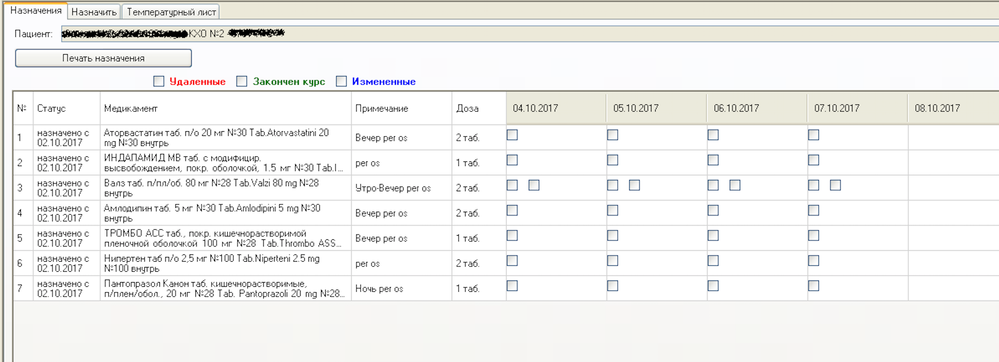 Назначения Назначить Температурный лист
Пациент: КХО №2
Печать назначения
Удаленные Закончен курс Измененные
№ Статус Медикамент Примечание Доза 04.10.2017 05.10.2017 06.10.2017 07.10.2017 08.10.2017
1 назначено с 02.10.2017 Аторвастатин таб. п/о 20 мг №30 Tab.Atorvastatini 20 mg №30 внутрь Вечер per os 2 таб.
2 назначено с 02.10.2017 ИНДАПАМИД МВ таб. с модифицир. высвобождением, покр. оболочкой, 1.5 мг №30 Tab.I... per os 1 таб.
3 назначено с 02.10.2017 Валз таб. п/пл/об. 80 мг №28 Tab.Valzi 80 mg №28 внутрь Утро-Вечер per os 2 таб.
4 назначено с 02.10.2017 Амлодипин таб. 5 мг №30 Tab.Amlodipini 5 mg №30 внутрь Вечер per os 2 таб.
5 назначено с 02.10.2017 ТРОМБО АСС таб., покр. кишечнорастворимой пленочной оболочкой 100 мг №28 Tab.Thrombo ASS... Вечер per os 1 таб.
6 назначено с 02.10.2017 Нипертен таб п/о 2,5 мг №100 Tab.Niperteni 2.5 mg №100 внутрь per os 2 таб.
7 назначено с 02.10.2017 Пантопразол Канон таб. кишечнорастворимые, п/плен/обол., 20 мг №28 Tab. Pantoprazoli 20 mg №28... Ночь per os 1 таб.